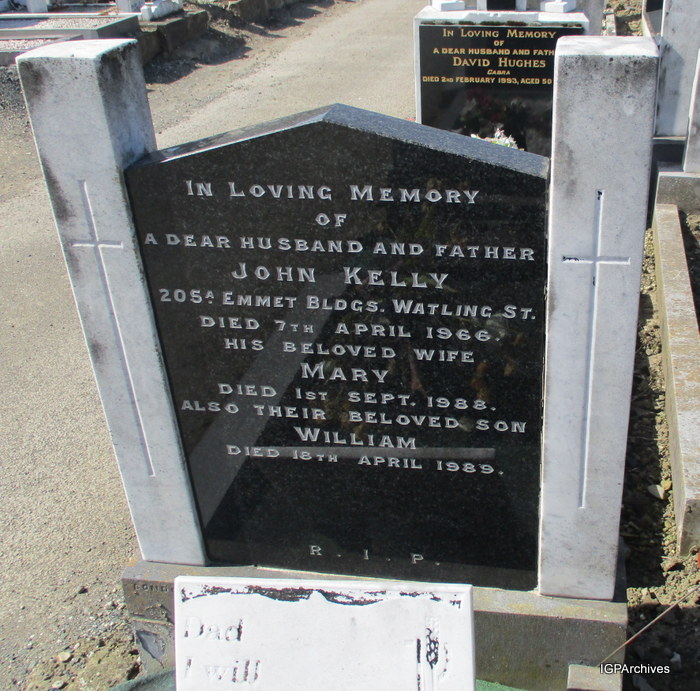 In Loving Memory
OF
A DEAR HUSBAND AND FATHER
JOHN KELLY
205A EMMET BLDGS. WATLING ST.
DIED 7TH APRIL 1966.
HIS BELOVED WIFE
MARY
DIED 1ST SEPT. 1988.
ALSO THEIR BELOVED SON
WILLIAM
DIED 18TH APRIL 1989.
R. I. P.
In Loving Memory
OF
A DEAR HUSBAND AND
DAVID HUGHES
CABRA
DIED 2ND FEBRUARY 1993, AGED 50
Dad
I will
IGPArchives